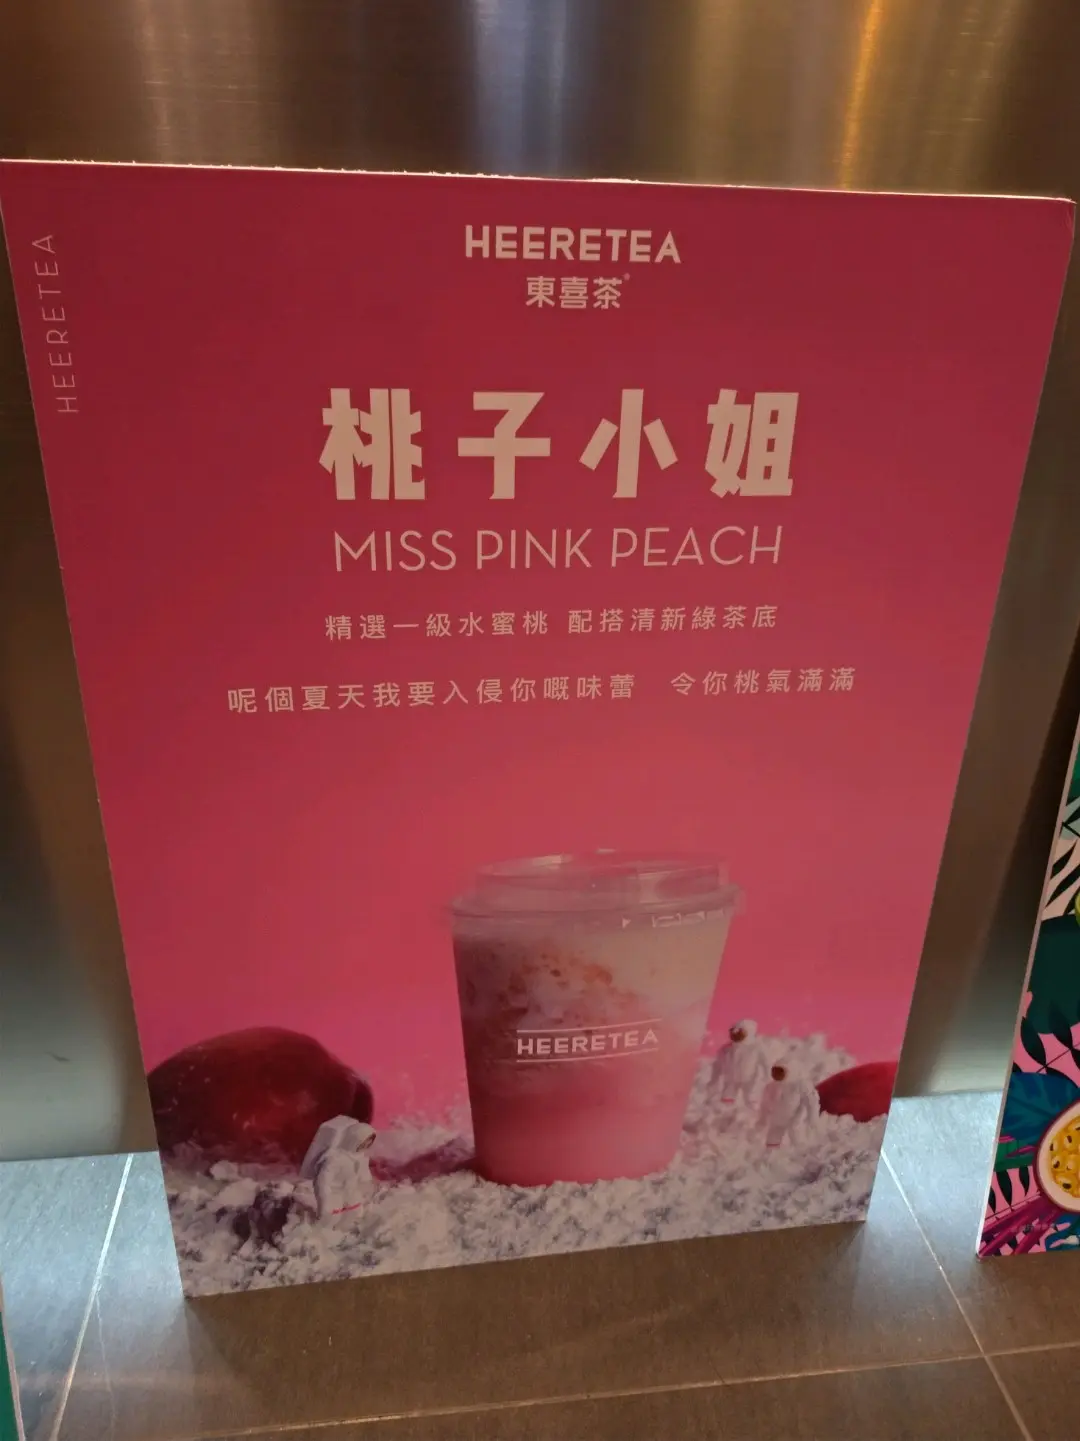 HEERETEA
HEERETEA
東喜茶®
桃子小姐
MISS PINK PEACH
精選一級水蜜桃 配搭清新綠茶底
呢個夏天我要入侵你嘅味蕾 令你桃氣滿滿
HEERETEA